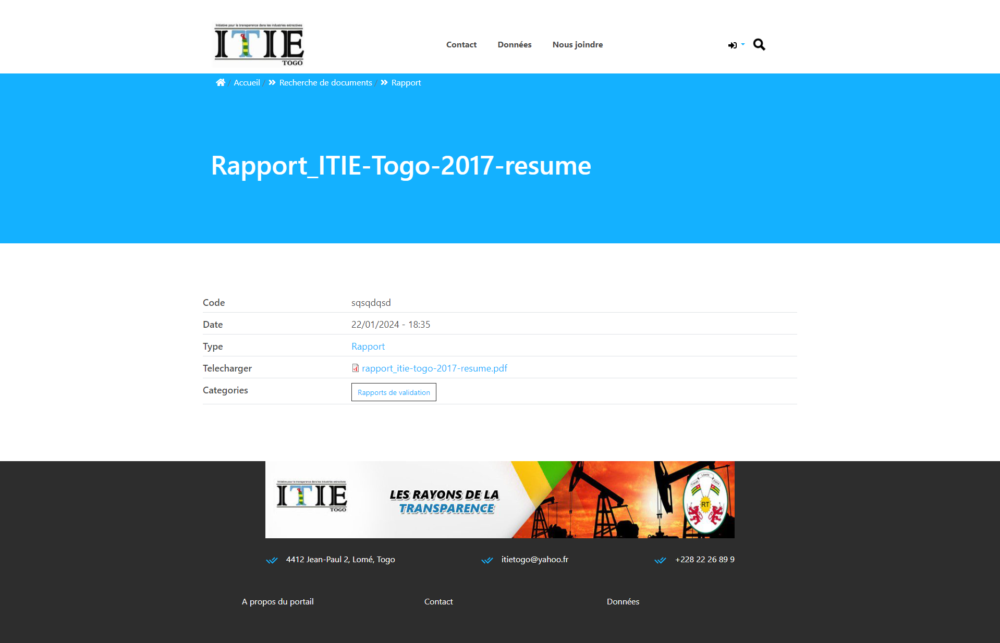 Initiative pour la transparence dans les industries extractives
ITIE
TOGO
Contact Données Nous joindre
/ Accueil / Recherche de documents / Rapport
Rapport_ITIE-Togo-2017-resume
Code sqsqdqsd
Date 22/01/2024 - 18:35
Type Rapport
Telecharger rapport_itie-togo-2017-resume.pdf
Categories Rapports de validation
Initiative pour la transparence dans les industries extractives
ITIE
TOGO
LES RAYONS DE LA
TRANSPARENCE
RT
4412 Jean-Paul 2, Lomé, Togo itietogo@yahoo.fr +228 22 26 89 9
A propos du portail Contact Données